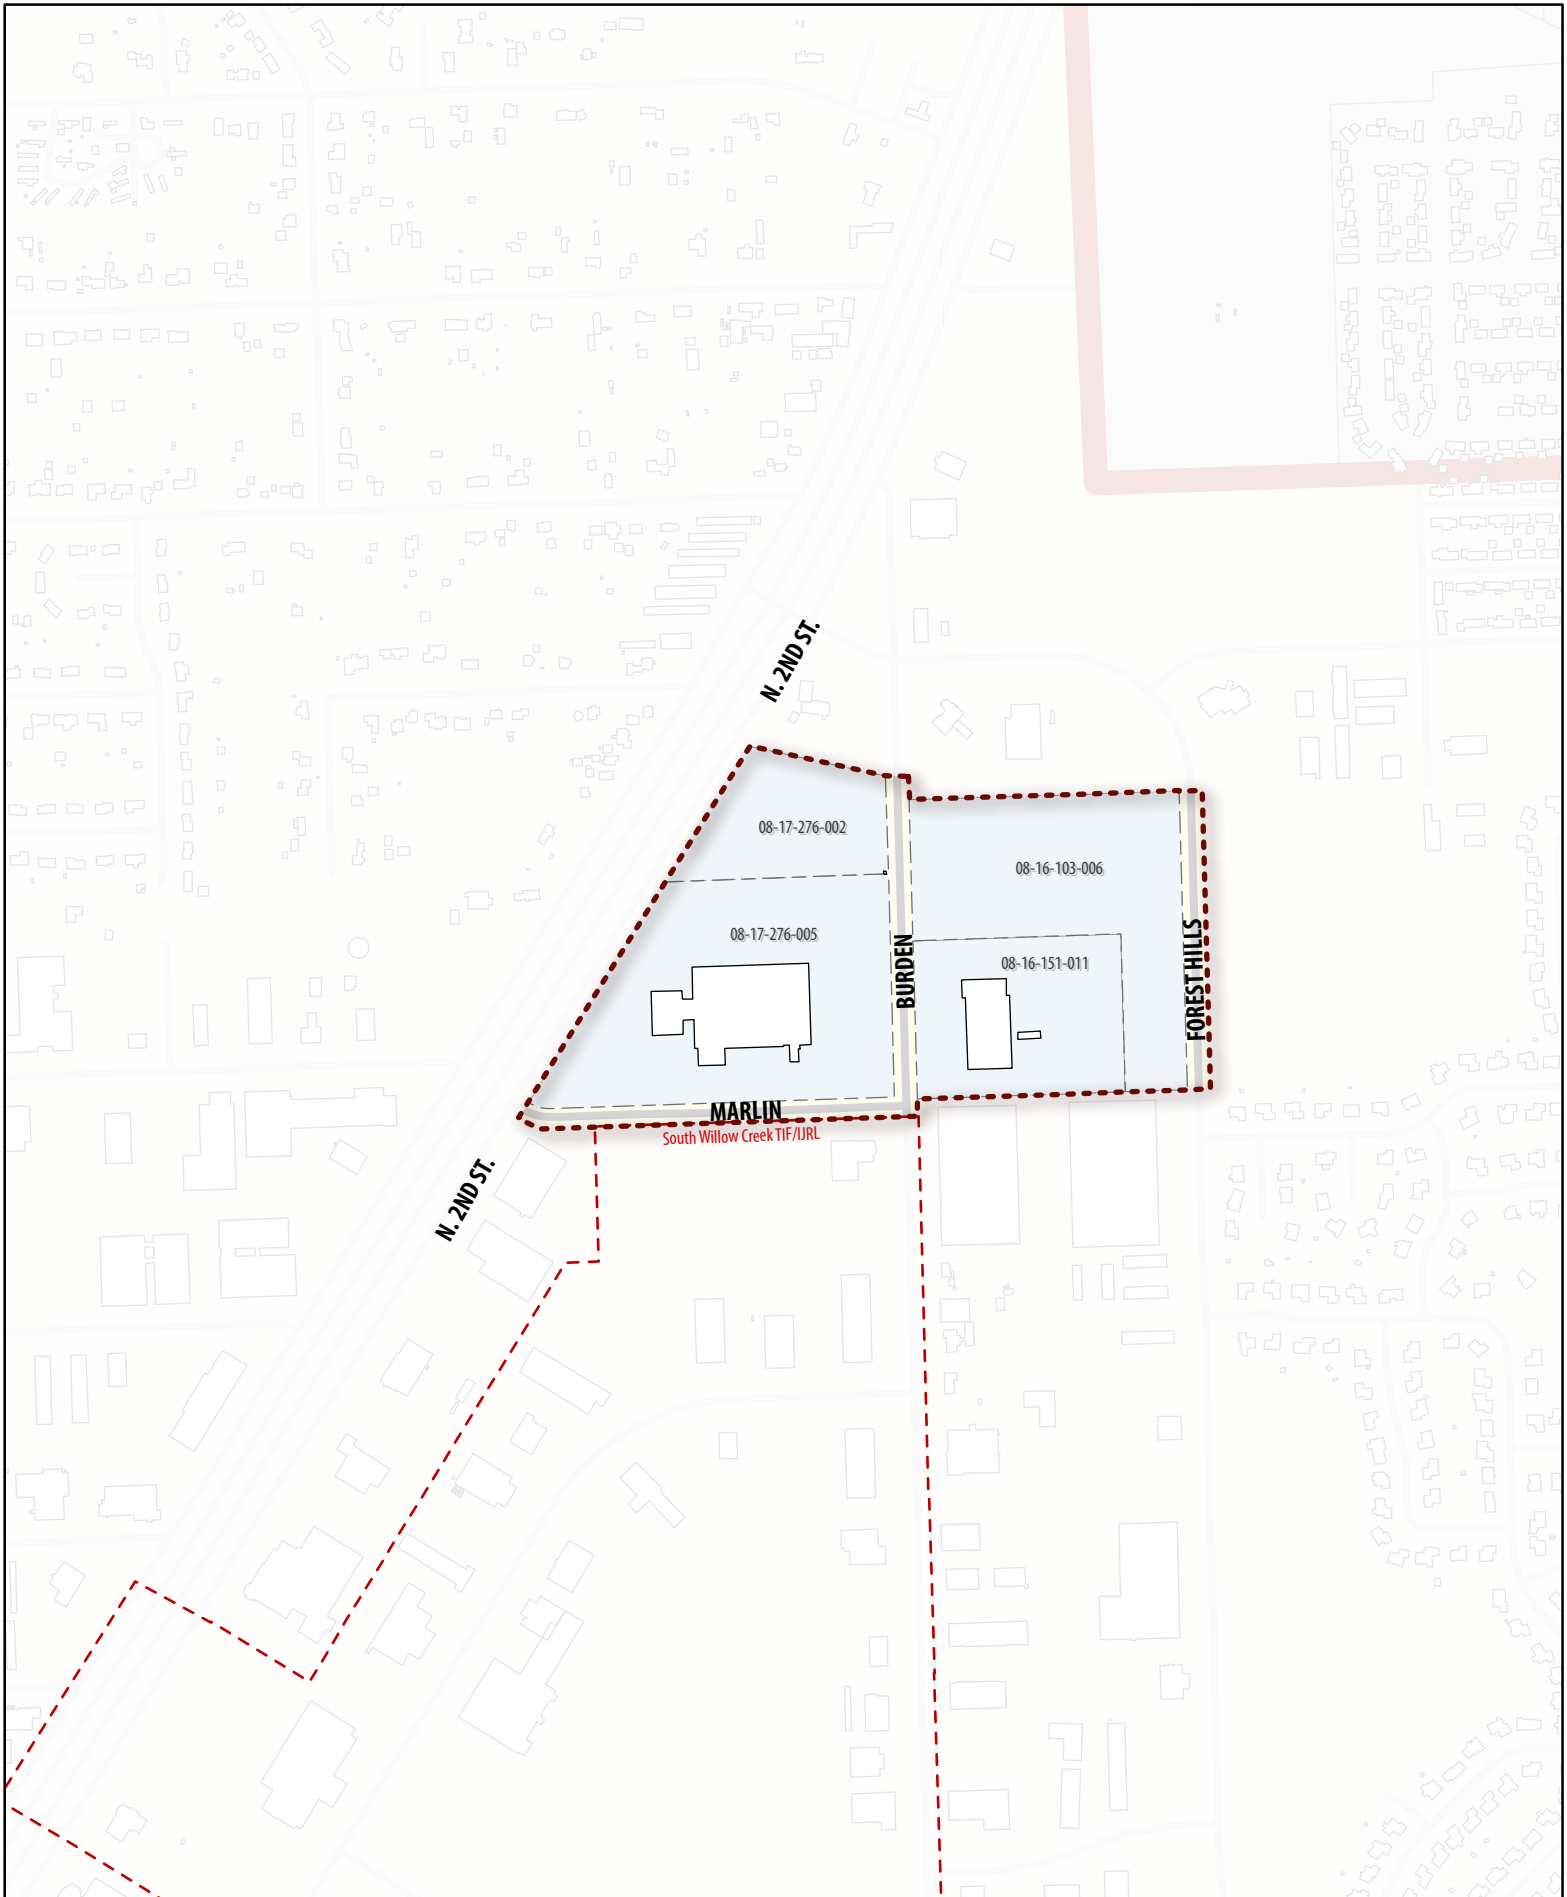 N. 2ND ST.
08-17-276-002
08-16-103-006
08-17-276-005
BURDEN
08-16-151-011
FOREST HILLS
MARLIN
South Willow Creek TIF/IJRL
N. 2ND ST.